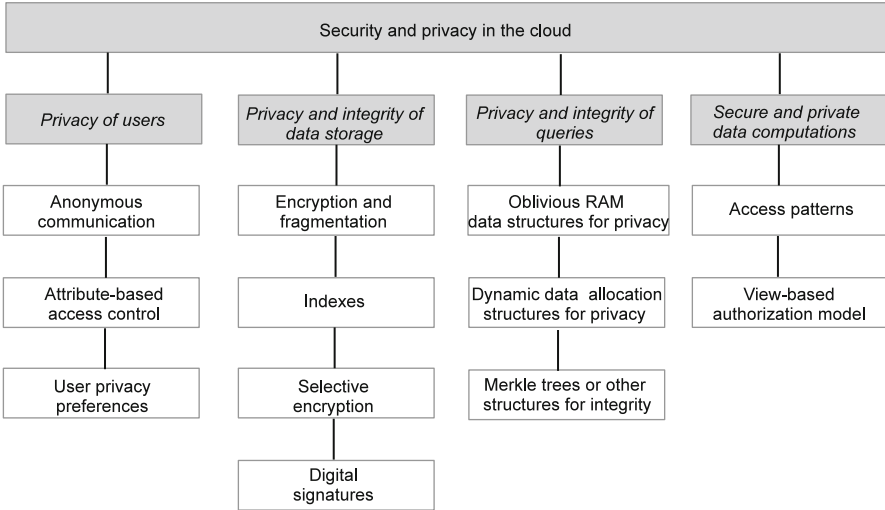 Security and privacy in the cloud
Privacy of users
Privacy and integrity of
data storage
Privacy and integrity of
queries
Secure and private
data computations
Anonymous
communication
Encryption and
fragmentation
Oblivious RAM
data structures for privacy
Access patterns
Attribute-based
access control
Indexes
Dynamic data allocation
structures for privacy
View-based
authorization model
User privacy
preferences
Selective
encryption
Merkle trees or other
structures for integrity
Digital
signatures